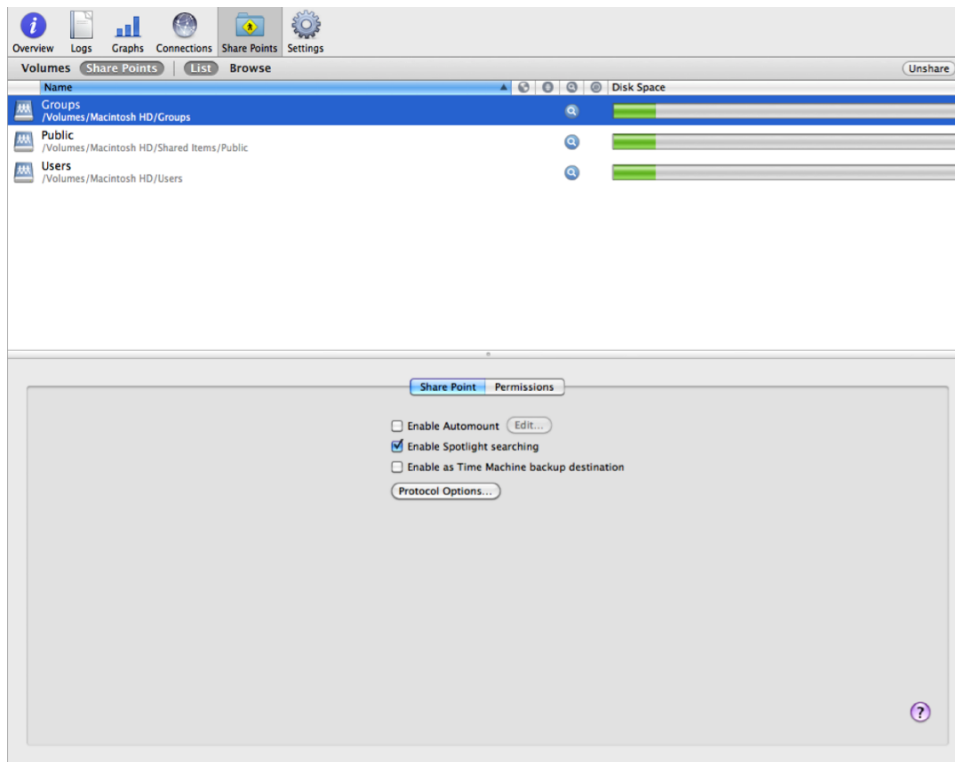 Overview Logs Graphs Connections Share Points Settings
Volumes Share Points List Browse Unshare
Name Disk Space
Groups
/Volumes/Macintosh HD/Groups
Public
/Volumes/Macintosh HD/Shared Items/Public
Users
/Volumes/Macintosh HD/Users
Share Point Permissions
Enable Automount Edit...
Enable Spotlight searching
Enable as Time Machine backup destination
Protocol Options...
?